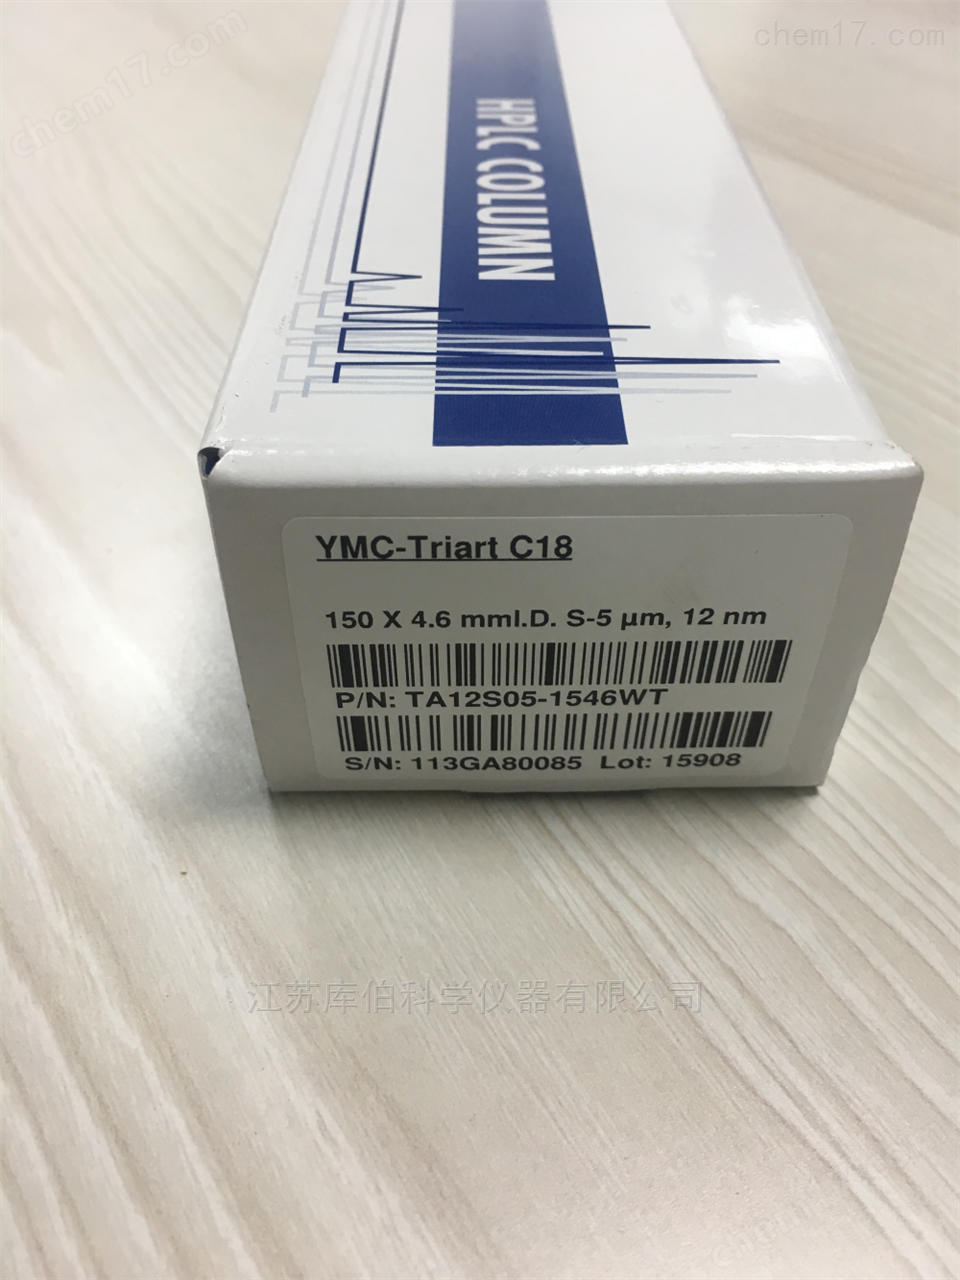 chem17.com
chem17.com
HPLC COLUMN
YMC-Triart C18
150 X 4.6 mmI.D. S-5 µm, 12 nm
P/N: TA12S05-1546WT
S/N: 113GA80085 Lot: 15908
江苏库伯科学仪器有限公司